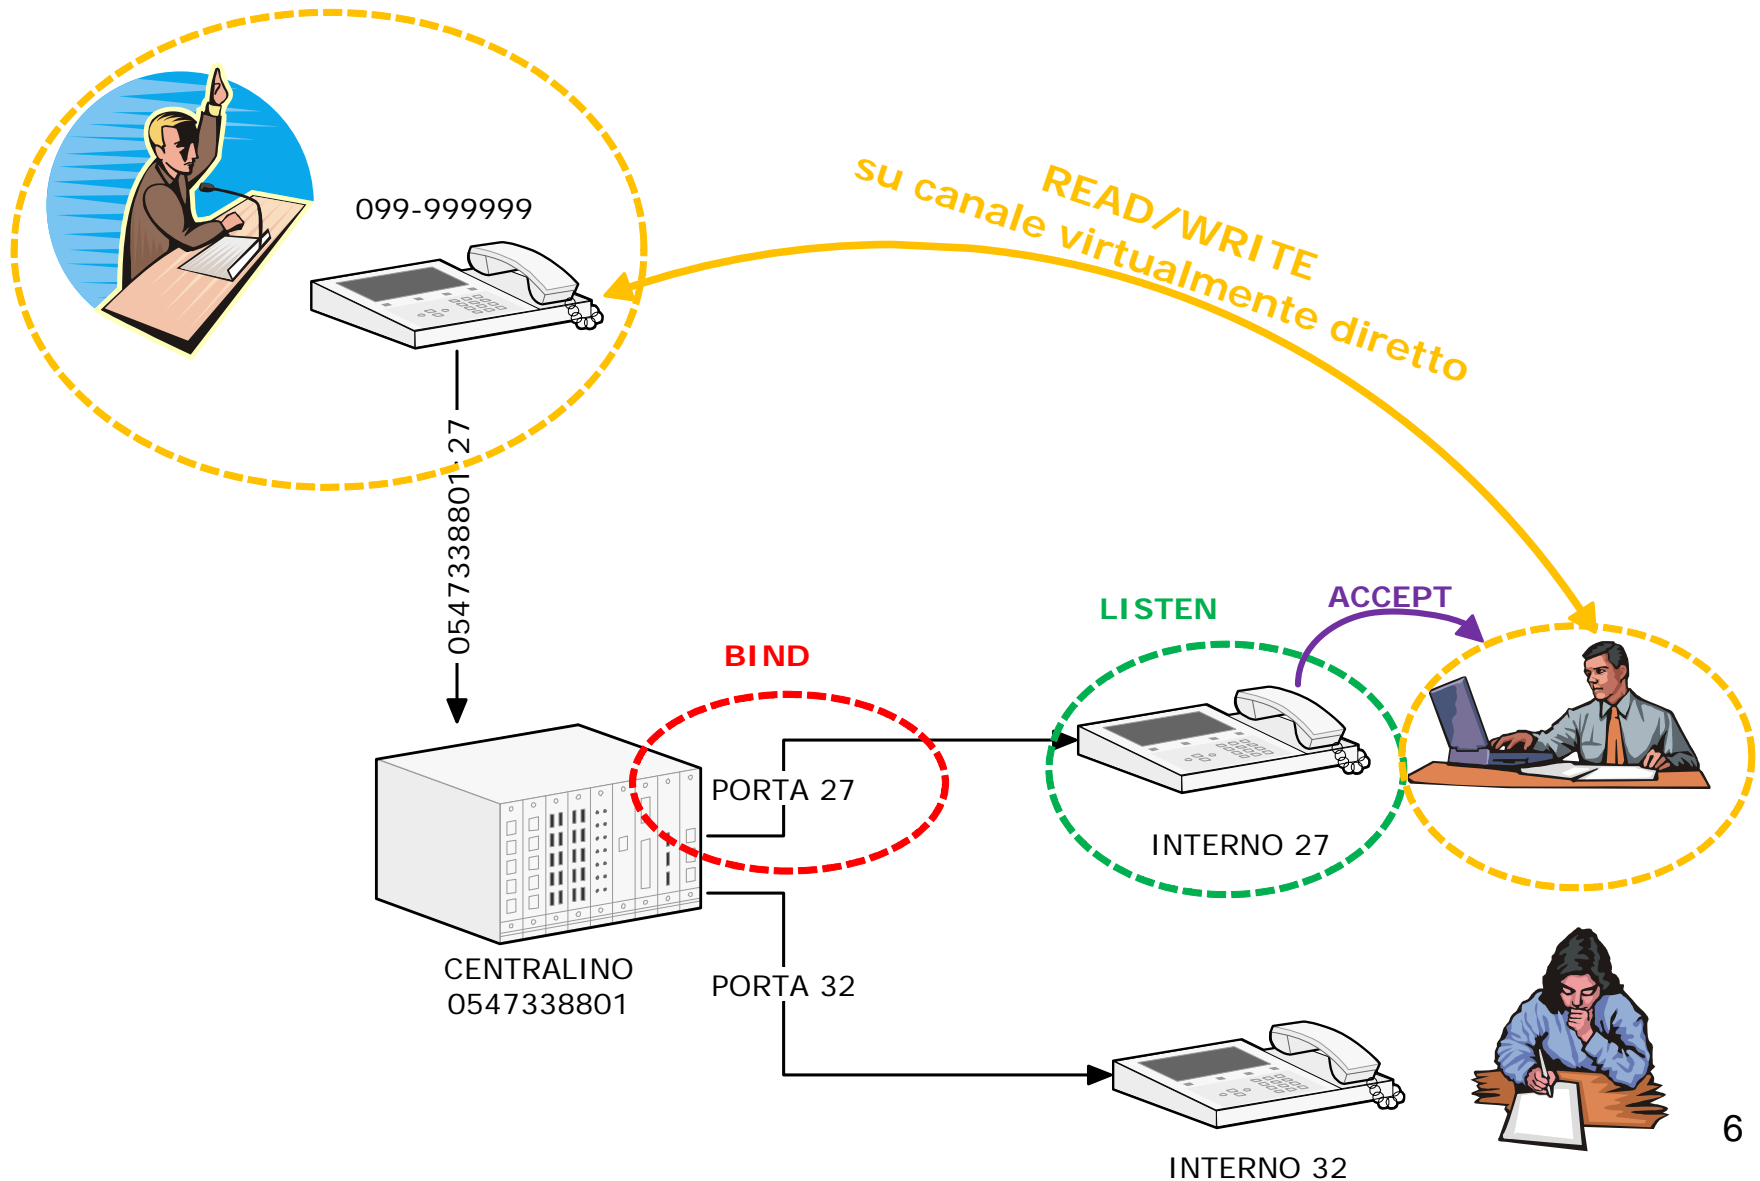 099-999999
READ/WRITE
su canale virtualmente diretto
0547338801-27
LISTEN
ACCEPT
BIND
PORTA 27
INTERNO 27
CENTRALINO
0547338801
PORTA 32
INTERNO 32
6